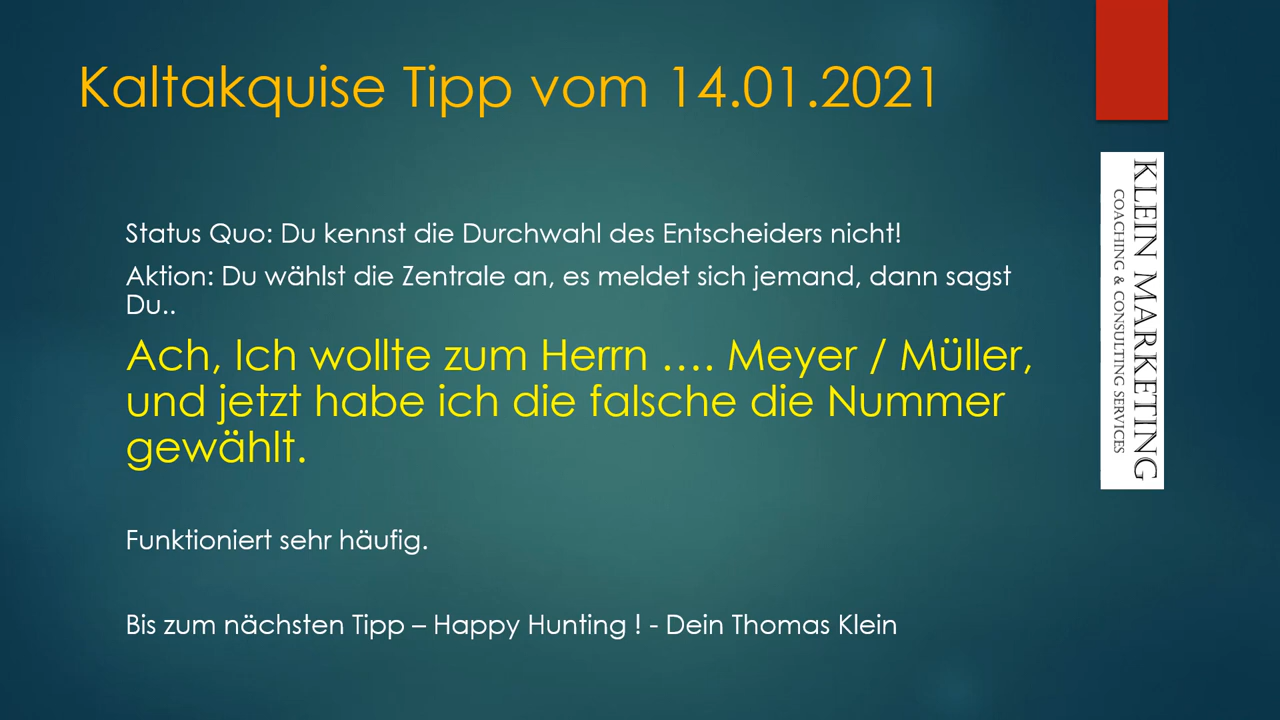 Kaltakquise Tipp vom 14.01.2021
Status Quo: Du kennst die Durchwahl des Entscheiders nicht!
Aktion: Du wählst die Zentrale an, es meldet sich jemand, dann sagst
Du..
Ach, Ich wollte zum Herrn .... Meyer / Müller,
und jetzt habe ich die falsche die Nummer
gewählt.
Funktioniert sehr häufig.
Bis zum nächsten Tipp – Happy Hunting ! - Dein Thomas Klein
KLEIN MARKETING
COACHING & CONSULTING SERVICES